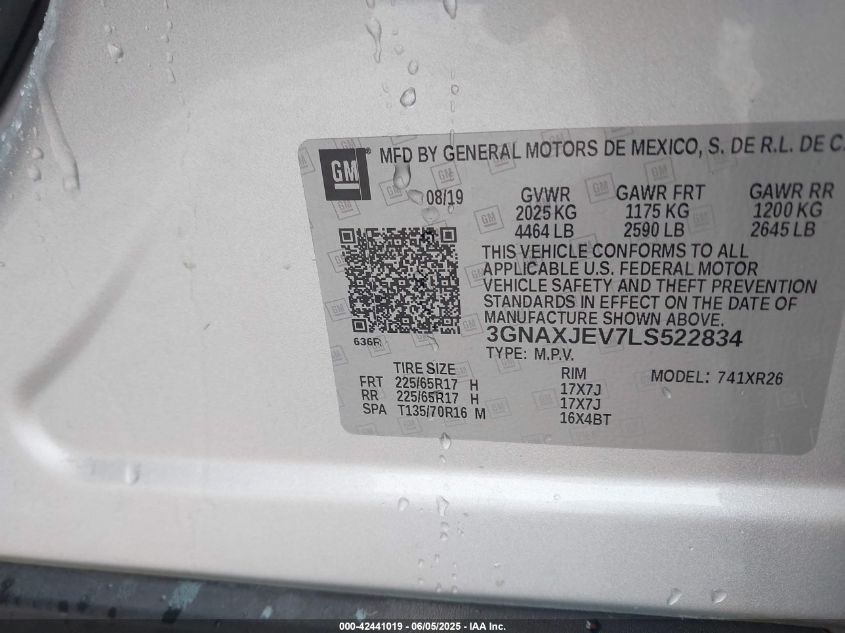 GM® MFD BY GENERAL MOTORS DE MEXICO, S. DE R.L. DE C.
08/19
GVWR GAWR FRT GAWR RR
2025 KG 1175 KG 1200 KG
4464 LB 2590 LB 2645 LB
THIS VEHICLE CONFORMS TO ALL
APPLICABLE U.S. FEDERAL MOTOR
VEHICLE SAFETY AND THEFT PREVENTION
STANDARDS IN EFFECT ON THE DATE OF
MANUFACTURE SHOWN ABOVE.
3GNAXJEV7LS522834
636R
TYPE: M.P.V.
TIRE SIZE RIM MODEL: 741XR26
FRT 225/65R17 H 17X7J
RR 225/65R17 H 17X7J
SPA T135/70R16 M 16X4BT
000-42441019 - 06/05/2025 - IAA Inc.